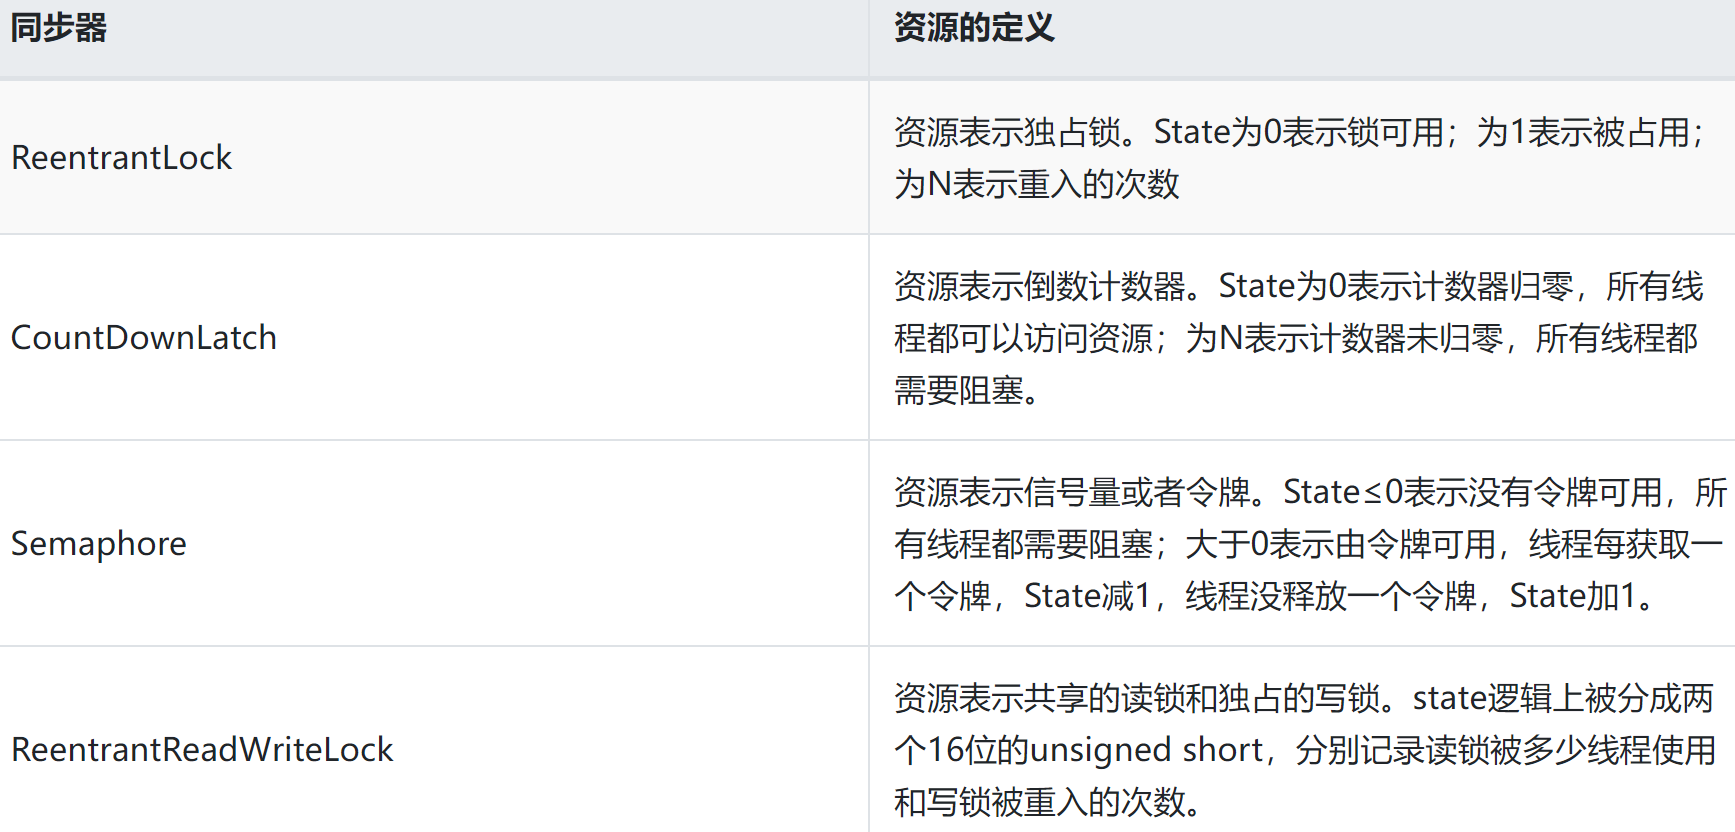 同步器
资源的定义
ReentrantLock
资源表示独占锁。State为0表示锁可用；为1表示被占用；
为N表示重入的次数
CountDownLatch
资源表示倒数计数器。State为0表示计数器归零，所有线
程都可以访问资源；为N表示计数器未归零，所有线程都
需要阻塞。
Semaphore
资源表示信号量或者令牌。State≤0表示没有令牌可用，所
有线程都需要阻塞；大于0表示由令牌可用，线程每获取一
个令牌，State减1，线程没释放一个令牌，State加1。
ReentrantReadWriteLock
资源表示共享的读锁和独占的写锁。state逻辑上被分成两
个16位的unsigned short，分别记录读锁被多少线程使用
和写锁被重入的次数。